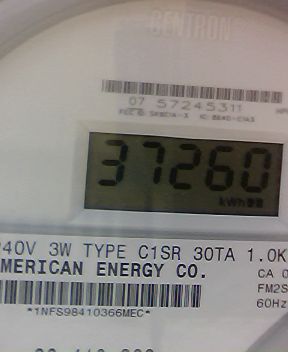 CENTRON
07 57245311
37260
kWh
240V 3W TYPE C1SR 30TA 1.0K
AMERICAN ENERGY CO.
CA 0
FM2S
60Hz
*1NFS98410366MEC*